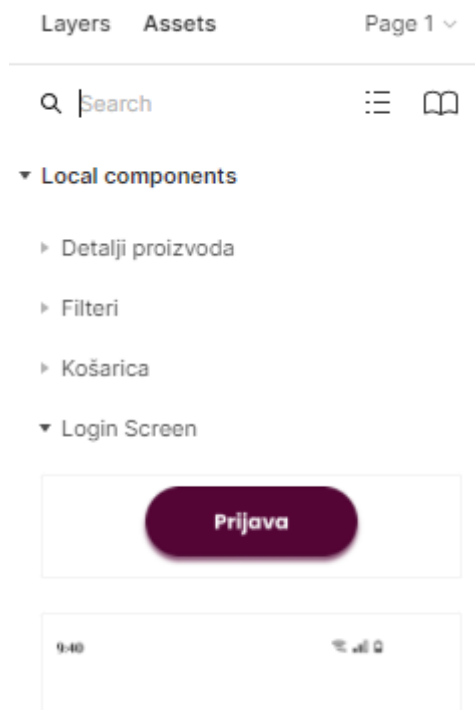 Layers Assets Page 1
Search
Local components
Detalji proizvoda
Filteri
Košarica
Login Screen
Prijava
9:40